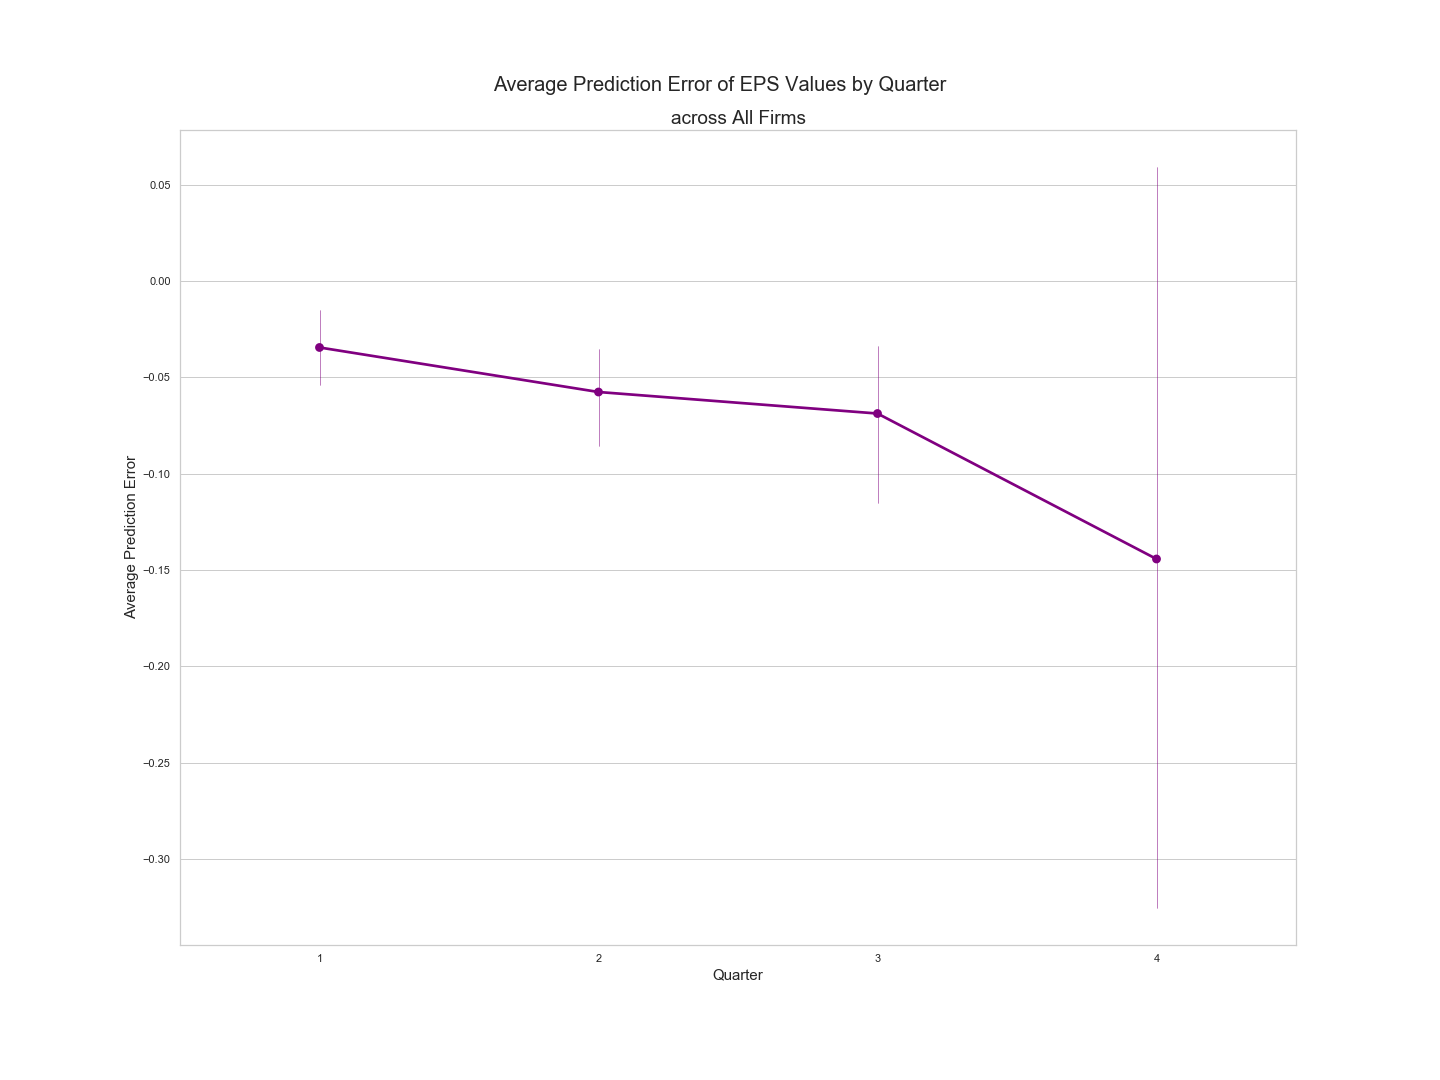 Average Prediction Error of EPS Values by Quarter
across All Firms
Average Prediction Error
0.05
0.00
−0.05
−0.10
−0.15
−0.20
−0.25
−0.30
1 2 3 4
Quarter